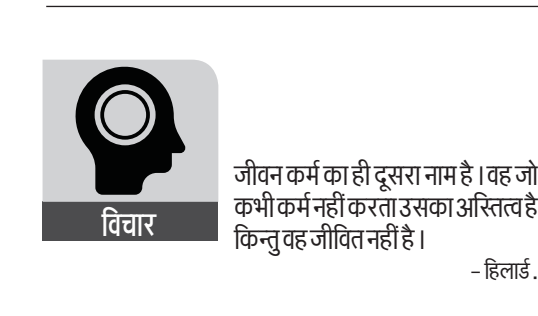 विचार
जीवन कर्म का ही दूसरा नाम है । वह जो
कभी कर्म नहीं करता उसका अस्तित्व है
किन्तु वह जीवित नहीं है ।
- हिलार्ड .